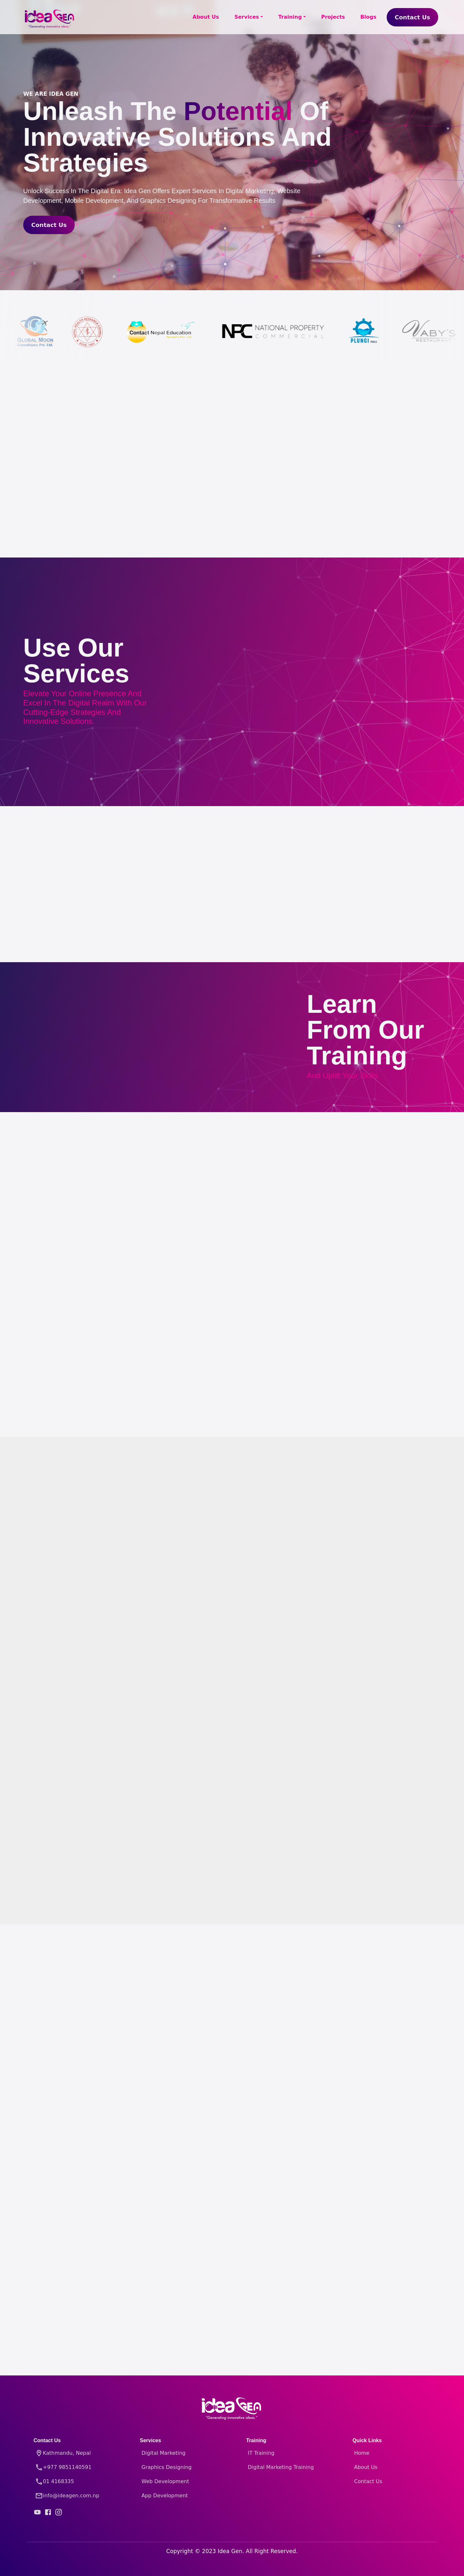 idea GEN
"Generating innovative ideas."
About Us
Services
Training
Projects
Blogs
Contact Us
WE ARE IDEA GEN
Unleash The Potential Of
Innovative Solutions And
Strategies
Unlock Success In The Digital Era: Idea Gen Offers Expert Services In Digital Marketing, Website
Development, Mobile Development, And Graphics Designing For Transformative Results
Contact Us
GLOBAL MOON
Contact Nepal Education
NPC NATIONAL PROPERTY
COMMERCIAL
PLUNGI
VABY'S
RESTAURANT
Use Our
Services
Elevate Your Online Presence And
Excel In The Digital Realm With Our
Cutting-Edge Strategies And
Innovative Solutions.
Learn
From Our
Training
And Uplift Your Skills
idea GEN
"Generating innovative ideas."
Contact Us
Kathmandu, Nepal
+977 9851140591
01 4168335
info@ideagen.com.np
Services
Digital Marketing
Graphics Designing
Web Development
App Development
Training
IT Training
Digital Marketing Training
Quick Links
Home
About Us
Contact Us
Copyright © 2023 Idea Gen. All Right Reserved.